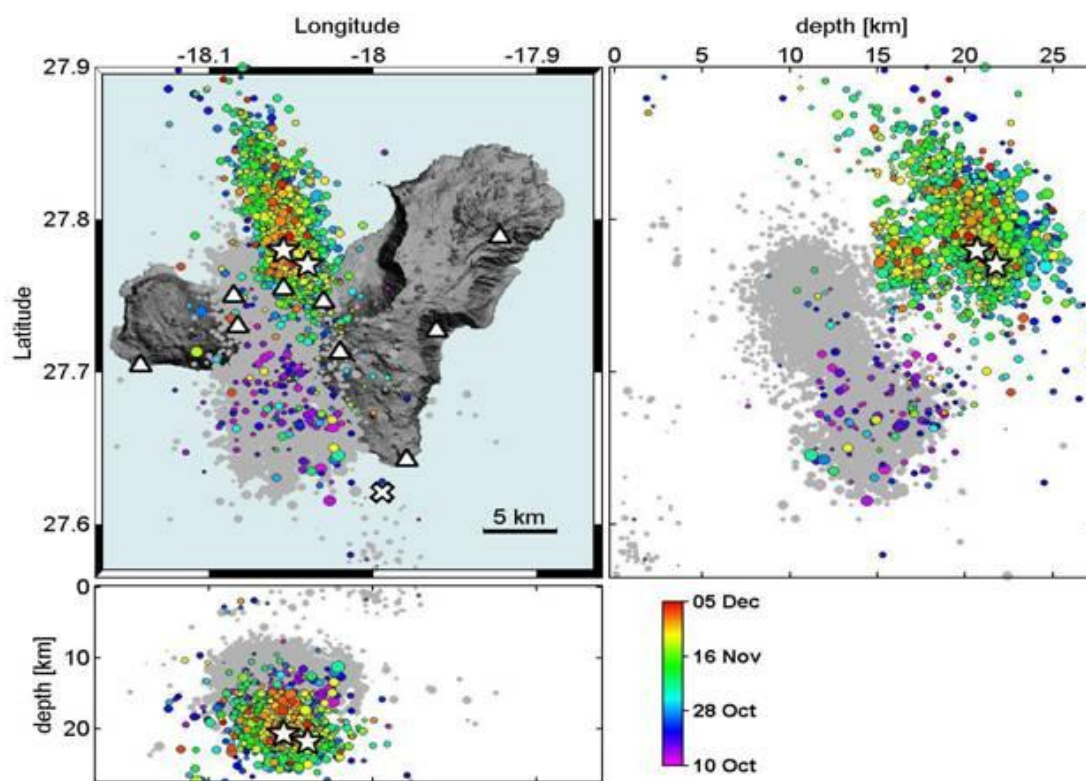 Longitude
depth [km]
-18.1 -18 -17.9
0 5 10 15 20 25
27.9
27.8
27.7
27.6
Latitude
5 km
0
10
20
depth [km]
05 Dec
16 Nov
28 Oct
10 Oct